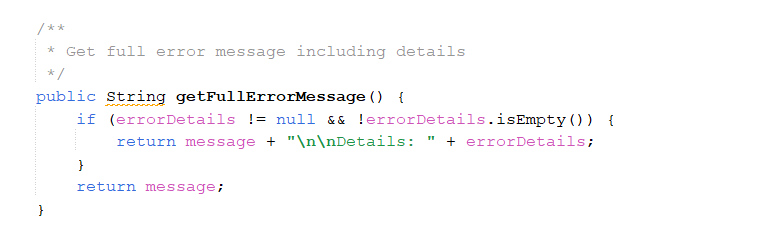 /**
 * Get full error message including details
 */
public String getFullErrorMessage() {
    if (errorDetails != null && !errorDetails.isEmpty()) {
        return message + "\n\nDetails: " + errorDetails;
    }
    return message;
}